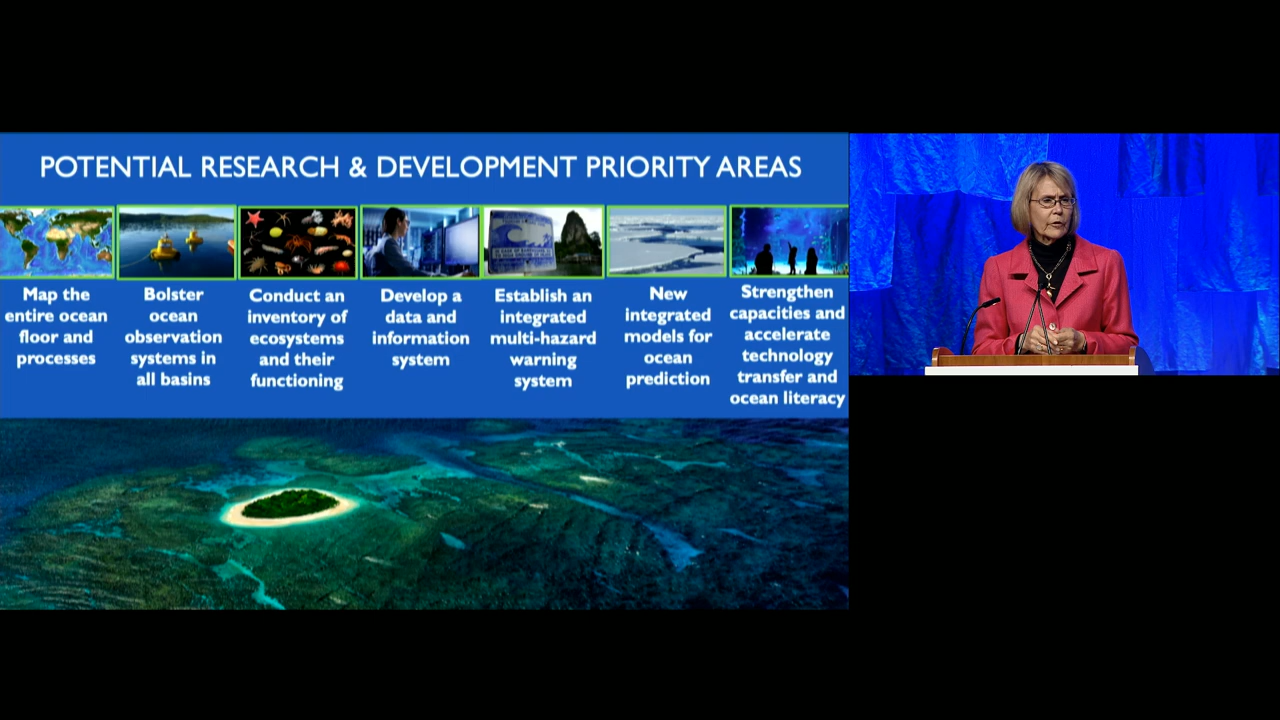 POTENTIAL RESEARCH & DEVELOPMENT PRIORITY AREAS
Map the
entire ocean
floor and
processes
Bolster
ocean
observation
systems in
all basins
Conduct an
inventory of
ecosystems
and their
functioning
Develop a
data and
information
system
Establish an
integrated
multi-hazard
warning
system
New
integrated
models for
ocean
prediction
Strengthen
capacities and
accelerate
technology
transfer and
ocean literacy